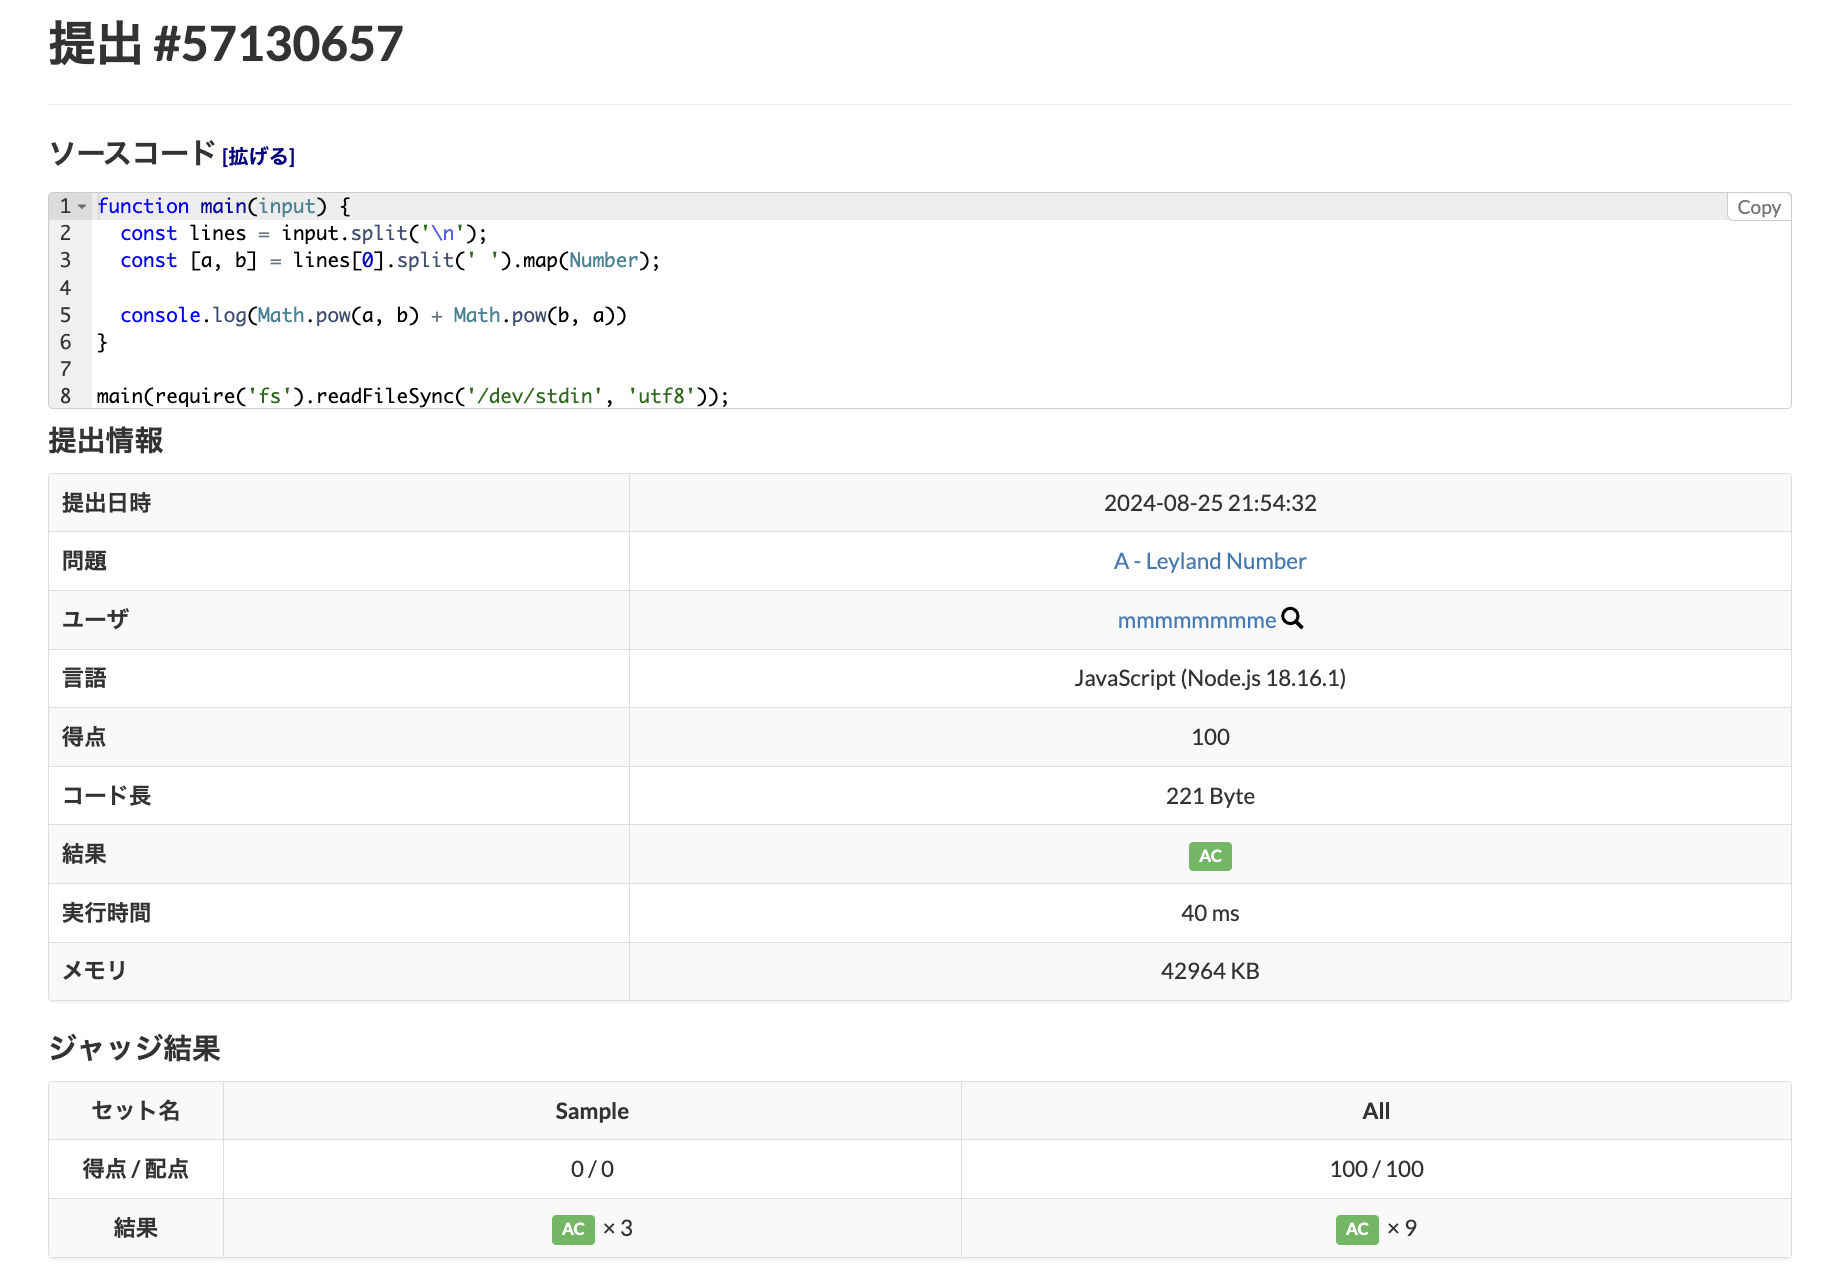 提出 #57130657
ソースコード [拡げる]
Copy
1 function main(input) {
2   const lines = input.split('\n');
3   const [a, b] = lines[0].split(' ').map(Number);
4
5   console.log(Math.pow(a, b) + Math.pow(b, a))
6 }
7
8 main(require('fs').readFileSync('/dev/stdin', 'utf8'));
提出情報
提出日時 2024-08-25 21:54:32
問題 A - Leyland Number
ユーザ mmmmmmmme
言語 JavaScript (Node.js 18.16.1)
得点 100
コード長 221 Byte
結果 AC
実行時間 40 ms
メモリ 42964 KB
ジャッジ結果
セット名 Sample All
得点 / 配点 0 / 0 100 / 100
結果 AC × 3 AC × 9